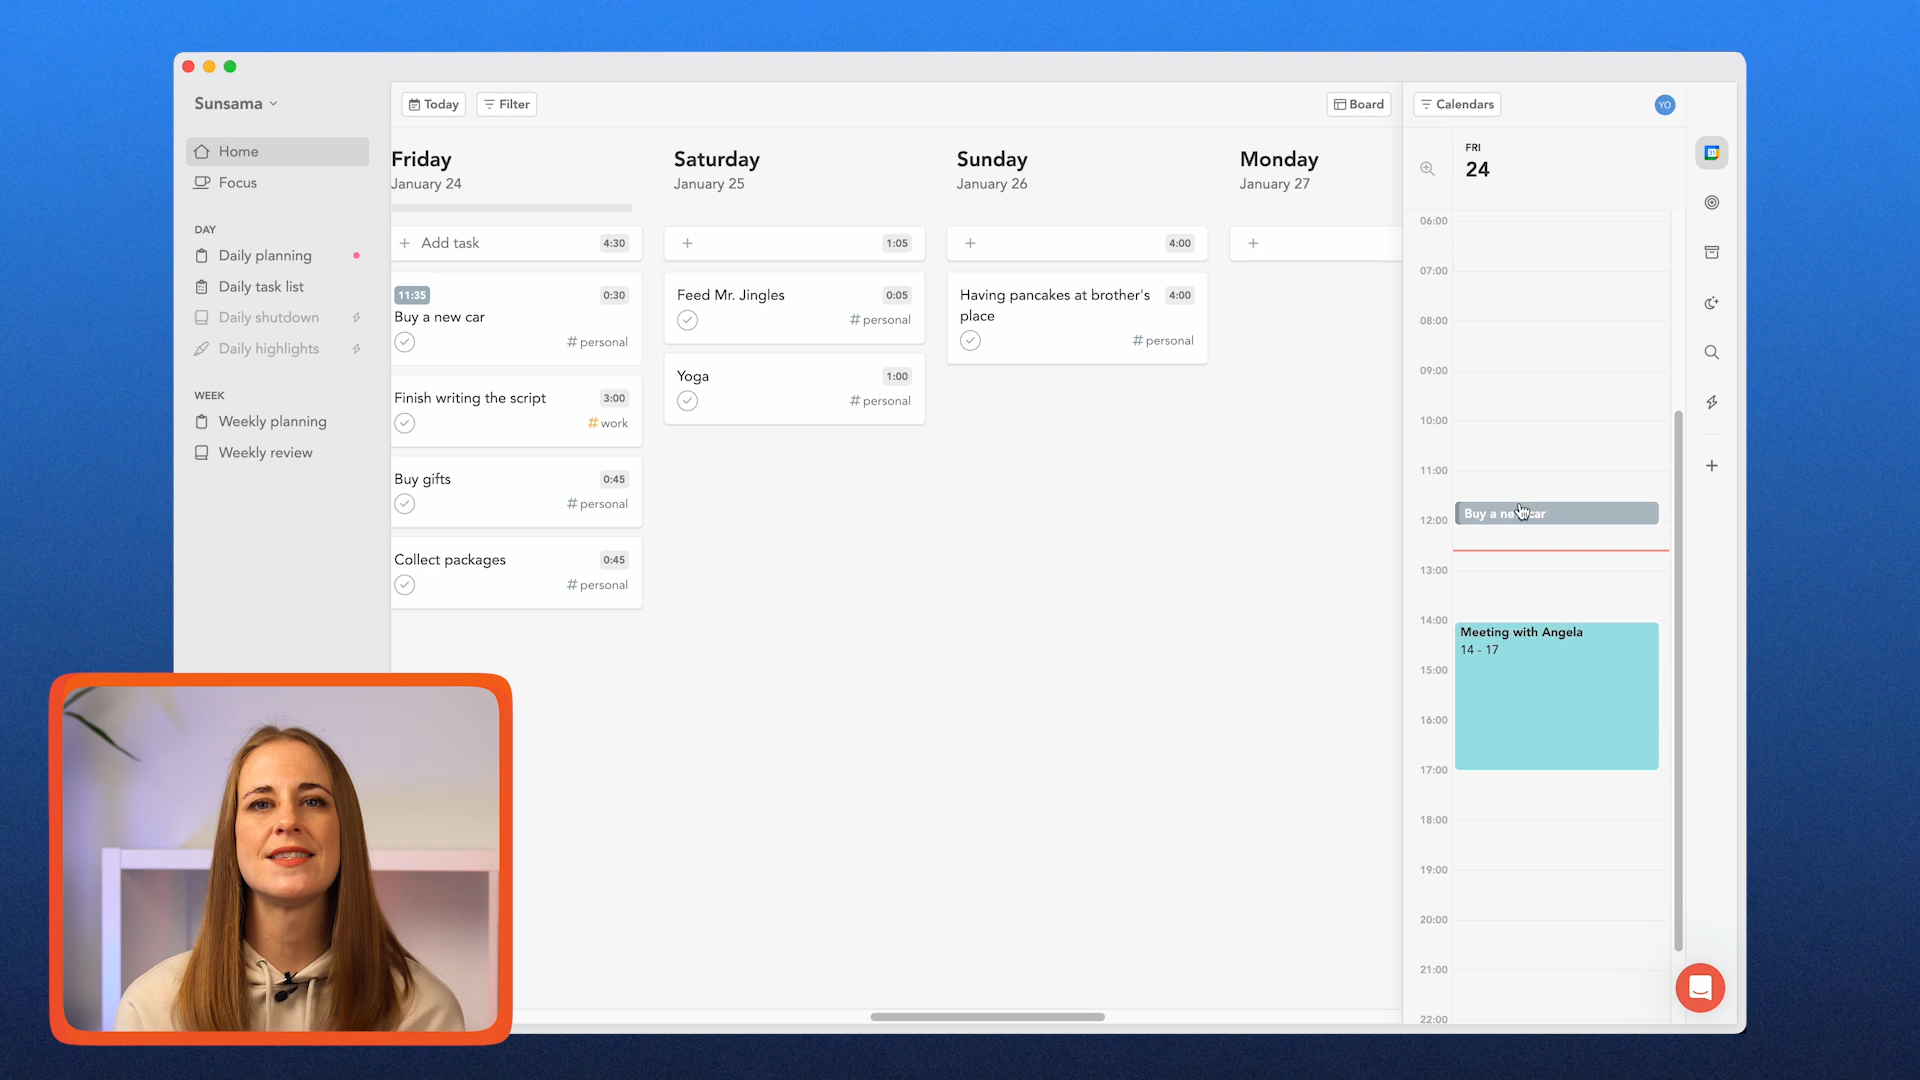 Sunsama
Home
Focus
DAY
Daily planning
Daily task list
Daily shutdown
Daily highlights
WEEK
Weekly planning
Weekly review
Today
Filter
Board
Friday
January 24
Add task
4:30
11:35
0:30
Buy a new car
# personal
Finish writing the script
3:00
# work
Buy gifts
0:45
# personal
Collect packages
0:45
# personal
Saturday
January 25
1:05
Feed Mr. Jingles
0:05
# personal
Yoga
1:00
# personal
Sunday
January 26
4:00
Having pancakes at brother's
place
4:00
# personal
Monday
January 27
Calendars
YO
FRI
24
31
06:00
07:00
08:00
09:00
10:00
11:00
Buy a new car
12:00
13:00
14:00
Meeting with Angela
14 - 17
15:00
16:00
17:00
18:00
19:00
20:00
21:00
22:00